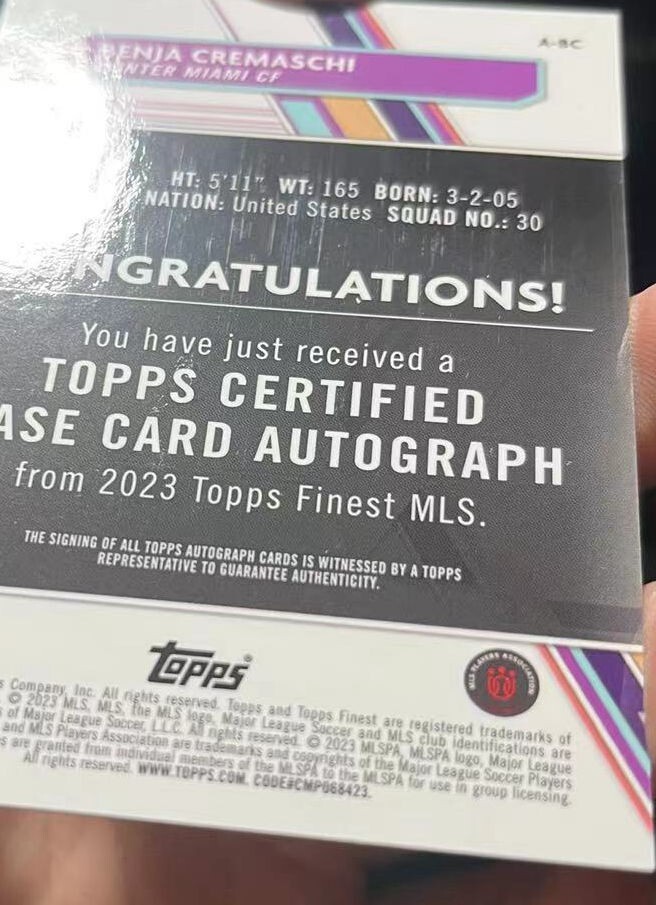 A-BC
BENJA CREMASCHI
NTER MIAMI CF
HT: 5'11" WT: 165 BORN: 3-2-05
NATION: United States SQUAD NO.: 30
NGRATULATIONS!
You have just received a
TOPPS CERTIFIED
ASE CARD AUTOGRAPH
from 2023 Topps Finest MLS.
THE SIGNING OF ALL TOPPS AUTOGRAPH CARDS IS WITNESSED BY A TOPPS
REPRESENTATIVE TO GUARANTEE AUTHENTICITY.
topps®
MLS PLAYERS ASSOCIATION
s Company, Inc. All rights reserved. Topps and Topps Finest are registered trademarks of
© 2023 MLS, MLS, the MLS logo, Major League Soccer and MLS club identifications are
s of Major League Soccer, L.L.C. All rights reserved. © 2023 MLSPA, MLSPA logo, Major League
and MLS Players Association are trademarks and copyrights of the Major League Soccer Players
s are granted from individual members of the MLSPA to the MLSPA for use in group licensing.
All rights reserved. WWW.TOPPS.COM. CODE#CMP068423.